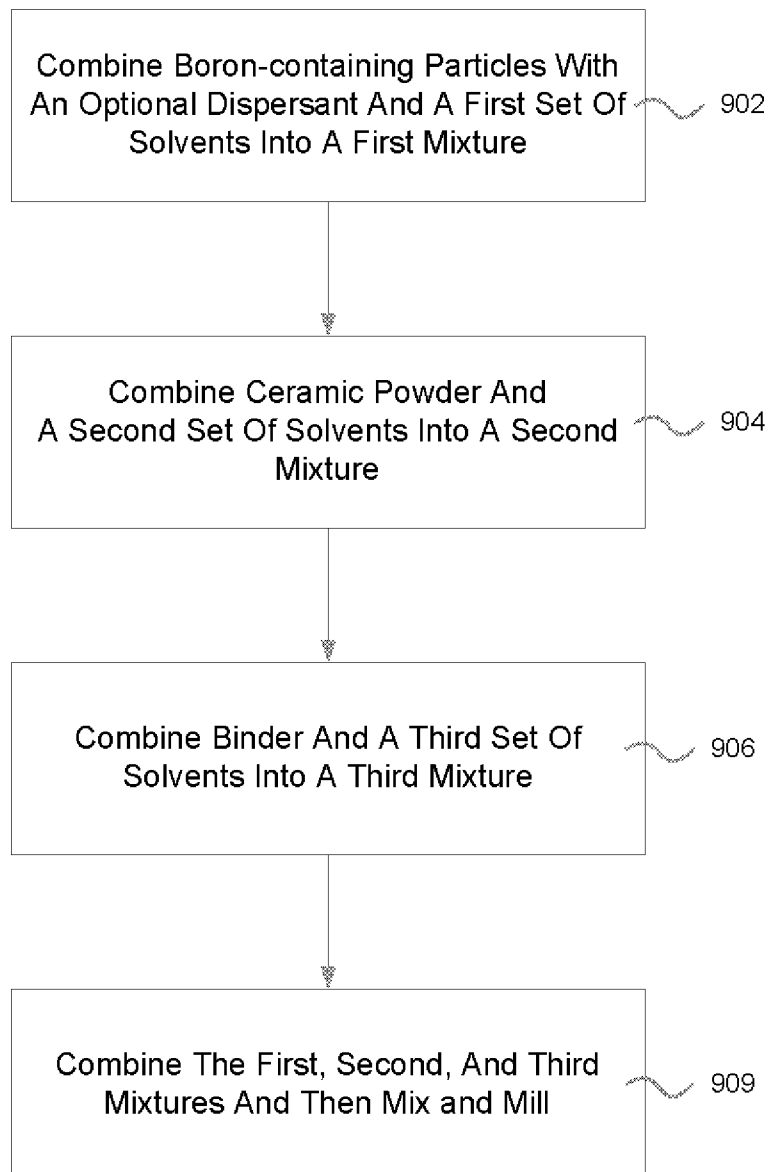 Combine Boron-containing Particles With
An Optional Dispersant And A First Set Of
Solvents Into A First Mixture
902
Combine Ceramic Powder And
A Second Set Of Solvents Into A Second
Mixture
904
Combine Binder And A Third Set Of
Solvents Into A Third Mixture
906
Combine The First, Second, And Third
Mixtures And Then Mix and Mill
909